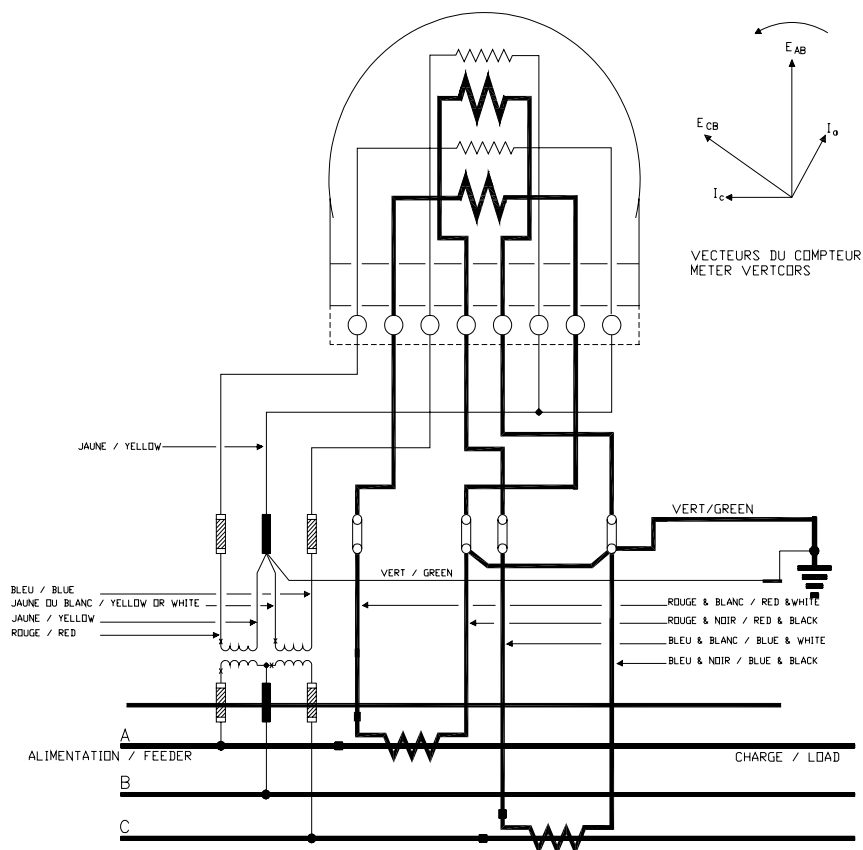 E AB
E CB
I a
I c
VECTEURS DU COMPTEUR
METER VERTCORS
JAUNE / YELLOW
VERT/GREEN
VERT / GREEN
BLEU / BLUE
JAUNE OU BLANC / YELLOW OR WHITE
JAUNE / YELLOW
ROUGE / RED
ROUGE & BLANC / RED &WHITE
ROUGE & NOIR / RED & BLACK
BLEU & BLANC / BLUE & WHITE
BLEU & NOIR / BLUE & BLACK
A
ALIMENTATION / FEEDER
CHARGE / LOAD
B
C